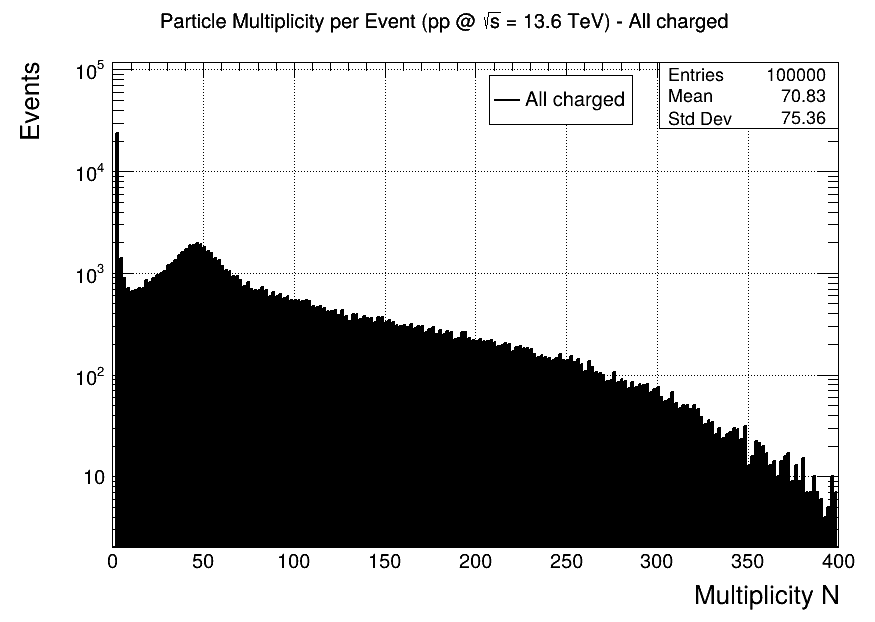 Particle Multiplicity per Event (pp @ √s = 13.6 TeV) - All charged
Events
All charged
Entries 100000
Mean 70.83
Std Dev 75.36
10⁵
10⁴
10³
10²
10
0 50 100 150 200 250 300 350 400
Multiplicity N